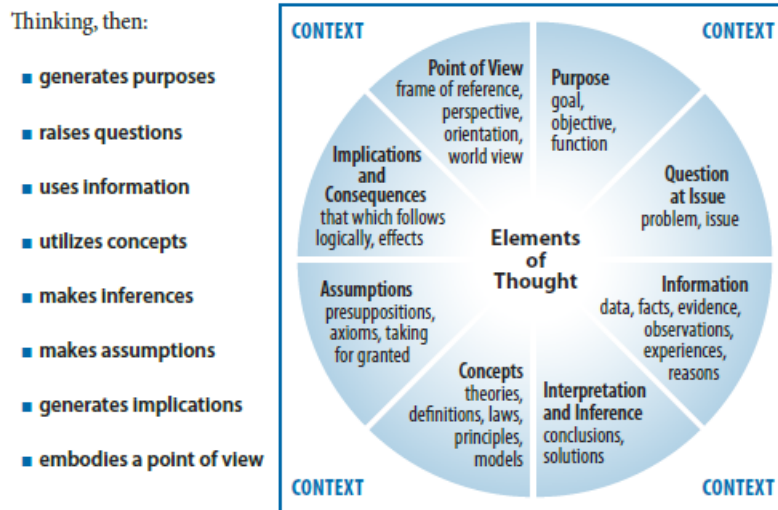 Thinking, then:
■ generates purposes
■ raises questions
■ uses information
■ utilizes concepts
■ makes inferences
■ makes assumptions
■ generates implications
■ embodies a point of view
CONTEXT
CONTEXT
Point of View
frame of reference,
perspective,
orientation,
world view
Purpose
goal,
objective,
function
Question
at Issue
problem, issue
Information
data, facts, evidence,
observations,
experiences,
reasons
Interpretation
and Inference
conclusions,
solutions
Concepts
theories,
definitions, laws,
principles,
models
Assumptions
presuppositions,
axioms, taking
for granted
Implications
and
Consequences
that which follows
logically, effects
Elements
of
Thought
CONTEXT
CONTEXT